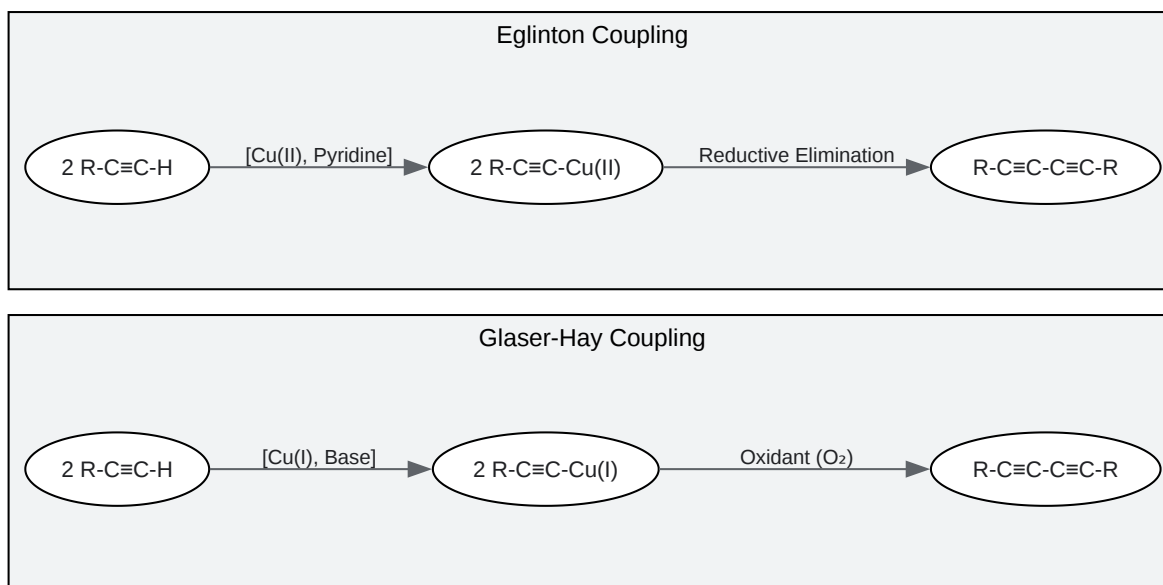 Eglinton Coupling
2 R-C≡C-H
[Cu(II), Pyridine]
2 R-C≡C-Cu(II)
Reductive Elimination
R-C≡C-C≡C-R
Glaser-Hay Coupling
2 R-C≡C-H
[Cu(I), Base]
2 R-C≡C-Cu(I)
Oxidant (O₂)
R-C≡C-C≡C-R